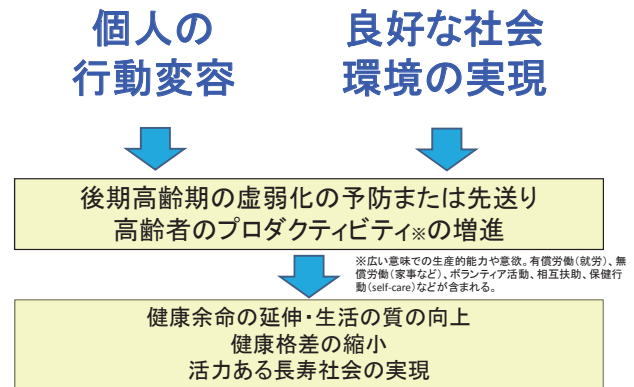 個人の
行動変容
良好な社会
環境の実現
後期高齢期の虚弱化の予防または先送り
高齢者のプロダクティビティ※の増進
※広い意味での生産的能力や意欲。有償労働(就労)、無
償労働(家事など)、ボランティア活動、相互扶助、保健行
動(self-care)などが含まれる。
健康余命の延伸・生活の質の向上
健康格差の縮小
活力ある長寿社会の実現